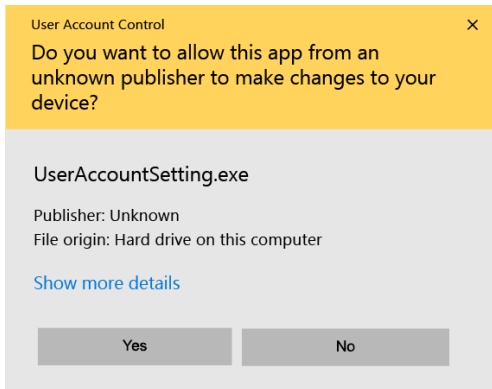 User Account Control
Do you want to allow this app from an
unknown publisher to make changes to your
device?
UserAccountSetting.exe
Publisher: Unknown
File origin: Hard drive on this computer
Show more details
Yes
No